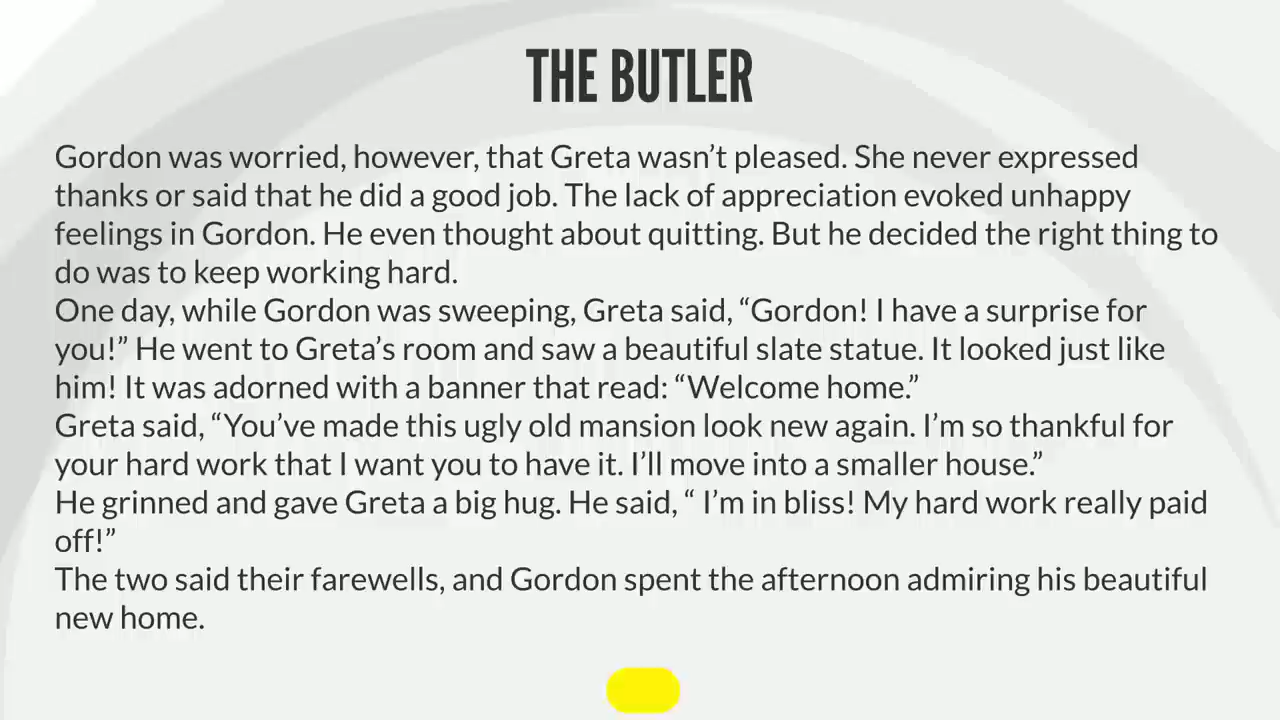 THE BUTLER
Gordon was worried, however, that Greta wasn’t pleased. She never expressed
thanks or said that he did a good job. The lack of appreciation evoked unhappy
feelings in Gordon. He even thought about quitting. But he decided the right thing to
do was to keep working hard.
One day, while Gordon was sweeping, Greta said, “Gordon! I have a surprise for
you!” He went to Greta’s room and saw a beautiful slate statue. It looked just like
him! It was adorned with a banner that read: “Welcome home.”
Greta said, “You’ve made this ugly old mansion look new again. I’m so thankful for
your hard work that I want you to have it. I’ll move into a smaller house.”
He grinned and gave Greta a big hug. He said, “ I’m in bliss! My hard work really paid
off!”
The two said their farewells, and Gordon spent the afternoon admiring his beautiful
new home.